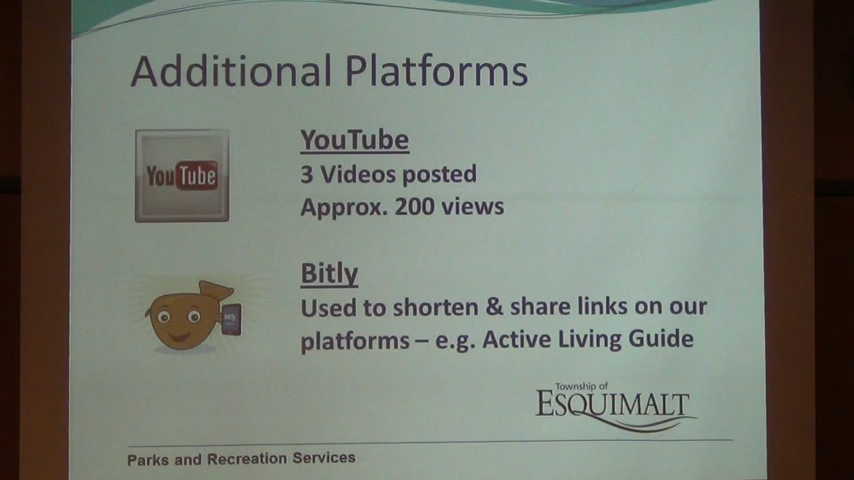 Additional Platforms
YouTube
YouTube
3 Videos posted
Approx. 200 views
bitly
Bitly
Used to shorten & share links on our
platforms – e.g. Active Living Guide
Township of
ESQUIMALT
Parks and Recreation Services